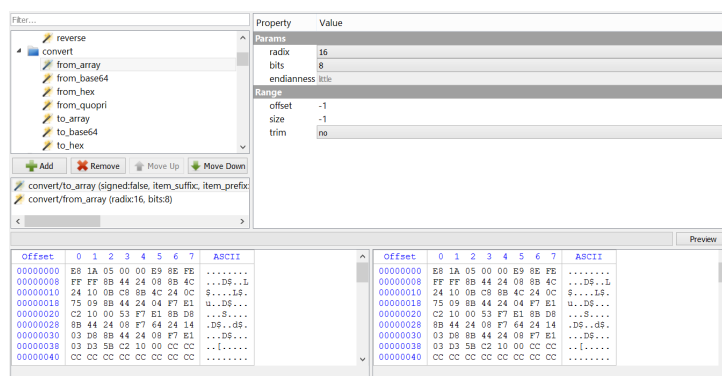 Filter...
reverse
convert
from_array
from_base64
from_hex
from_quopri
to_array
to_base64
to_hex
Add Remove Move Up Move Down
convert/to_array (signed:false, item_suffix:, item_prefix:
convert/from_array (radix:16, bits:8)
Property Value
Params
radix 16
bits 8
endianness little
Range
offset -1
size -1
trim no
Preview
Offset 0 1 2 3 4 5 6 7 ASCII
00000000 E8 1A 05 00 00 E9 8E FE ........
00000008 FF FF 8B 44 24 08 8B 4C ...D$..L
00000010 24 10 0B C8 8B 4C 24 0C $....L$.
00000018 75 09 8B 44 24 04 F7 E1 u..D$...
00000020 C2 10 00 53 F7 E1 8B D8 ...S....
00000028 8B 44 24 08 F7 64 24 14 .D$..d$.
00000030 03 D8 8B 44 24 08 F7 E1 ...D$...
00000038 03 D3 5B C2 10 00 CC CC ..[.....
00000040 CC CC CC CC CC CC CC CC ........
Offset 0 1 2 3 4 5 6 7 ASCII
00000000 E8 1A 05 00 00 E9 8E FE ........
00000008 FF FF 8B 44 24 08 8B 4C ...D$..L
00000010 24 10 0B C8 8B 4C 24 0C $....L$.
00000018 75 09 8B 44 24 04 F7 E1 u..D$...
00000020 C2 10 00 53 F7 E1 8B D8 ...S....
00000028 8B 44 24 08 F7 64 24 14 .D$..d$.
00000030 03 D8 8B 44 24 08 F7 E1 ...D$...
00000038 03 D3 5B C2 10 00 CC CC ..[.....
00000040 CC CC CC CC CC CC CC CC ........